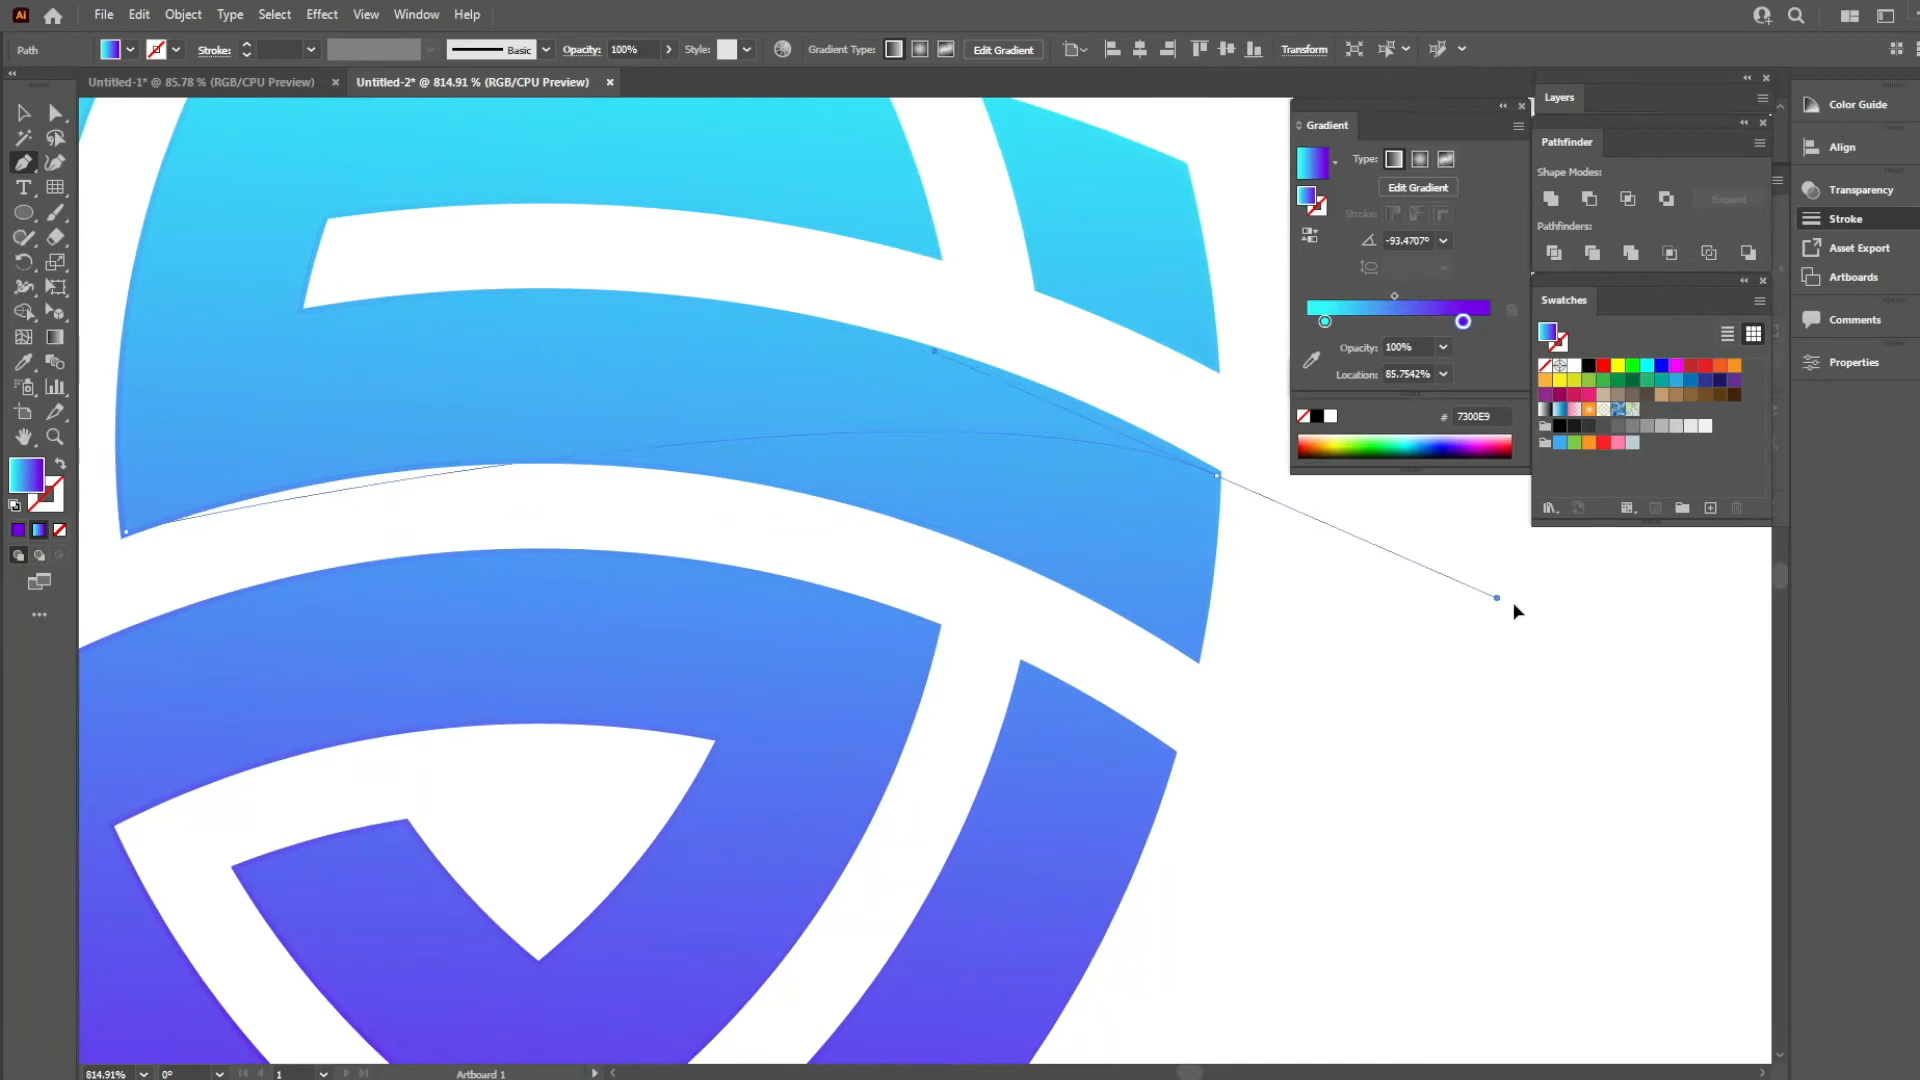 File Edit Object Type Select Effect View Window Help
Path Stroke: Basic Opacity: 100% Style: Gradient Type: Edit Gradient Transform
Untitled-1* @ 85.78 % (RGB/CPU Preview) × Untitled-2* @ 814.91 % (RGB/CPU Preview) ×
Gradient
Type:
Edit Gradient
Stroke:
-93.4707°
Opacity: 100%
Location: 85.7542%
# 7300E9
Layers
Pathfinder
Shape Modes:
Expand
Pathfinders:
Swatches
Color Guide
Align
Transparency
Stroke
Asset Export
Artboards
Comments
Properties
814.91% 0° 1 Artboard 1